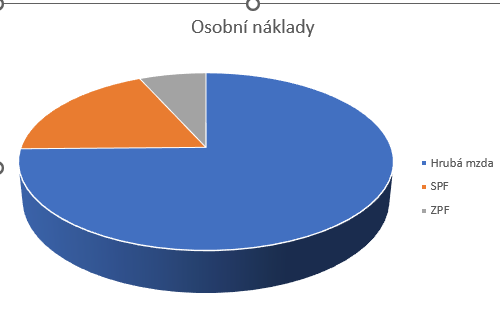 Osobní náklady
Hrubá mzda
SPF
ZPF